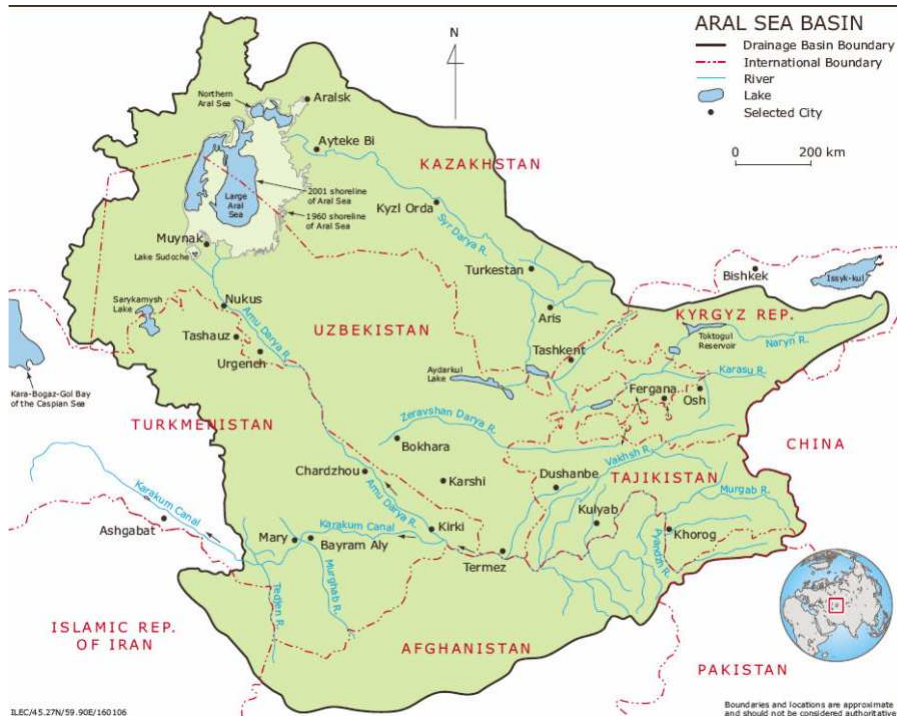 ARAL SEA BASIN
Drainage Basin Boundary
International Boundary
River
Lake
Selected City
0 200 km
N
Northern
Aral Sea
Aralsk
Ayteke Bi
KAZAKHSTAN
2001 shoreline
of Aral Sea
Large
Aral
Sea
1960 shoreline
of Aral Sea
Kyzl Orda
Syr Darya R.
Muynak
Lake Sudoche
Turkestan
Bishkek
Issyk-kul
Sarykamysh
Lake
Nukus
Amu Darya R.
UZBEKISTAN
Aris
KYRGYZ REP.
Toktogul
Reservoir
Naryn R.
Tashauz
Urgench
Tashkent
Aydarkul
Lake
Karasu R.
Fergana
Osh
Kara-Bogaz-Gol Bay
of the Caspian Sea
TURKMENISTAN
Zeravshan Darya R.
Bokhara
CHINA
Vakhsh R.
Chardzhou
Karshi
Dushanbe
TAJIKISTAN
Murgab R.
Amu Darya R.
Kulyab
Karakum Canal
Ashgabat
Mary
Karakum Canal
Kirki
Khorog
Bayram Aly
Termez
Murghab R.
Tedjen R.
ISLAMIC REP.
OF IRAN
AFGHANISTAN
PAKISTAN
ILEC/45.27N/59.90E/160106
Boundaries and locations are approximate
and should not be considered authoritative